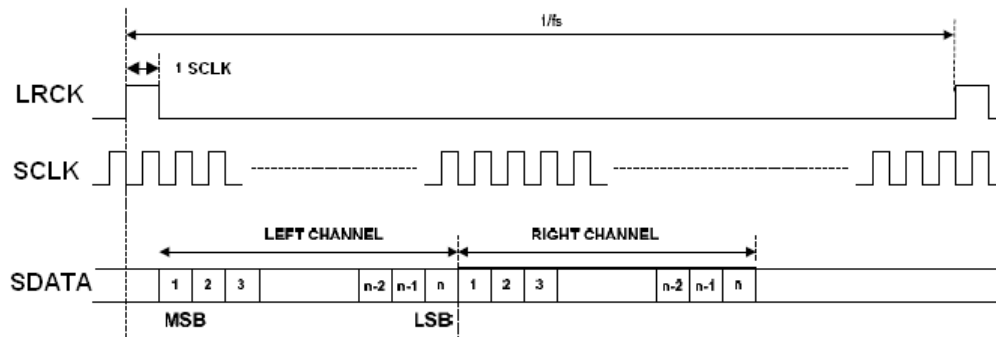 1/fs
1 SCLK
LRCK
SCLK
LEFT CHANNEL RIGHT CHANNEL
SDATA 1 2 3 n-2 n-1 n 1 2 3 n-2 n-1 n
MSB LSB